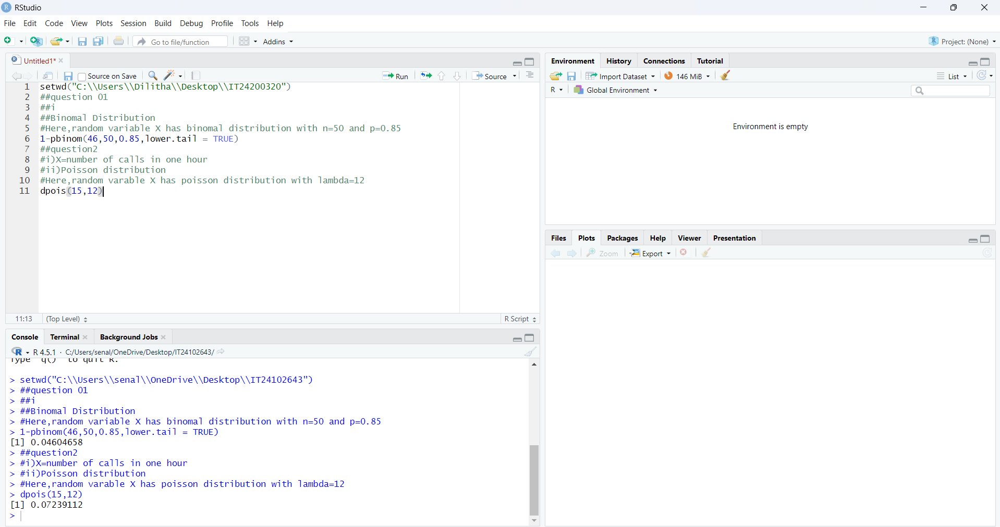 RStudio
File Edit Code View Plots Session Build Debug Profile Tools Help
Go to file/function Addins Project: (None)
Untitled1*
Source on Save Run Source
1 setwd("C:\\Users\\Dilitha\\Desktop\\IT24200320")
2 ##question 01
3 ##i
4 ##Binomal Distribution
5 #Here,random variable X has binomal distribution with n=50 and p=0.85
6 1-pbinom(46,50,0.85,lower.tail = TRUE)
7 ##question2
8 #i)X=number of calls in one hour
9 #ii)Poisson distribution
10 #Here,random varable X has poisson distribution with lambda=12
11 dpois(15,12)
11:13 (Top Level) R Script
Console Terminal Background Jobs
R 4.5.1 · C:/Users/senal/OneDrive/Desktop/IT24102643/
Type 'q()' to quit R.
> setwd("C:\\Users\\senal\\OneDrive\\Desktop\\IT24102643")
> ##question 01
> ##i
> ##Binomal Distribution
> #Here,random variable X has binomal distribution with n=50 and p=0.85
> 1-pbinom(46,50,0.85,lower.tail = TRUE)
[1] 0.04604658
> ##question2
> #i)X=number of calls in one hour
> #ii)Poisson distribution
> #Here,random varable X has poisson distribution with lambda=12
> dpois(15,12)
[1] 0.07239112
>
Environment History Connections Tutorial
Import Dataset 146 MiB List
R Global Environment
Environment is empty
Files Plots Packages Help Viewer Presentation
Zoom Export